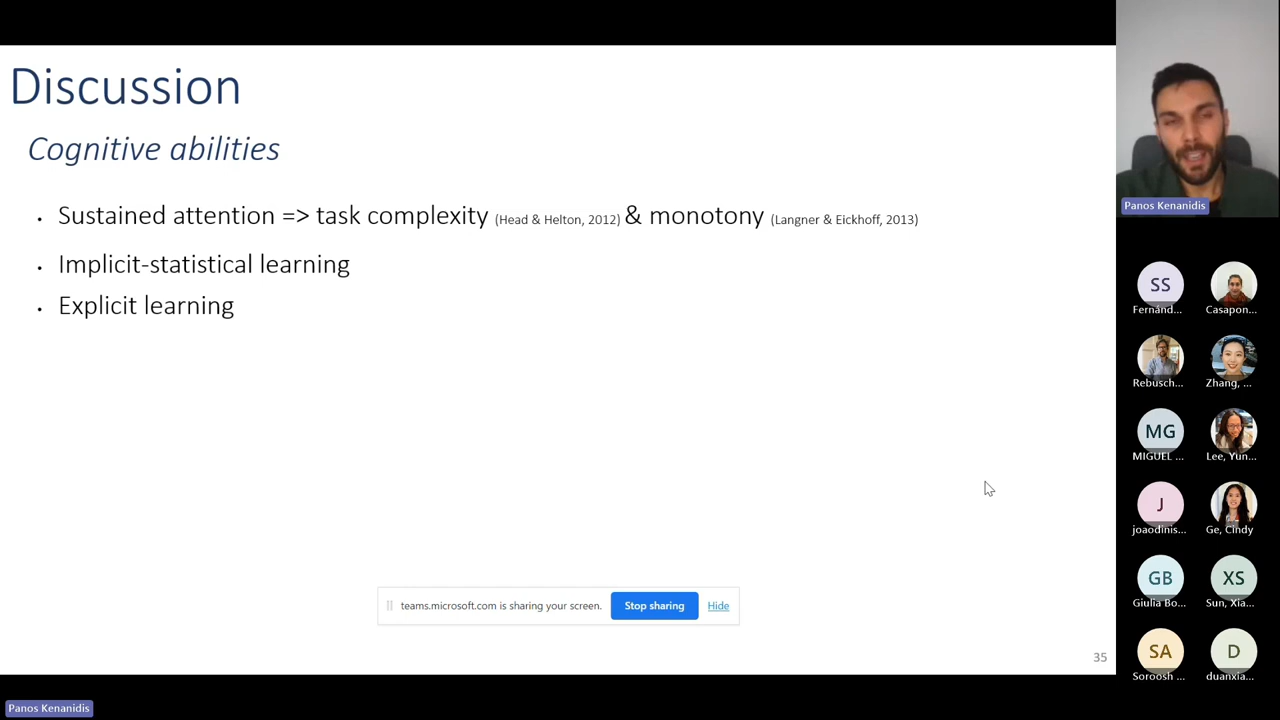 Discussion
Cognitive abilities
• Sustained attention => task complexity (Head & Helton, 2012) & monotony (Langner & Eickhoff, 2013)
• Implicit-statistical learning
• Explicit learning
teams.microsoft.com is sharing your screen. Stop sharing Hide
35
Panos Kenanidis
Panos Kenanidis
SS
Fernánd...
Casapon...
Rebusch...
Zhang, ...
MG
MIGUEL ...
Lee, Yun...
J
joaodinis...
Ge, Cindy
GB
Giulia Bo...
XS
Sun, Xia...
SA
Soroosh ...
D
duanxia...